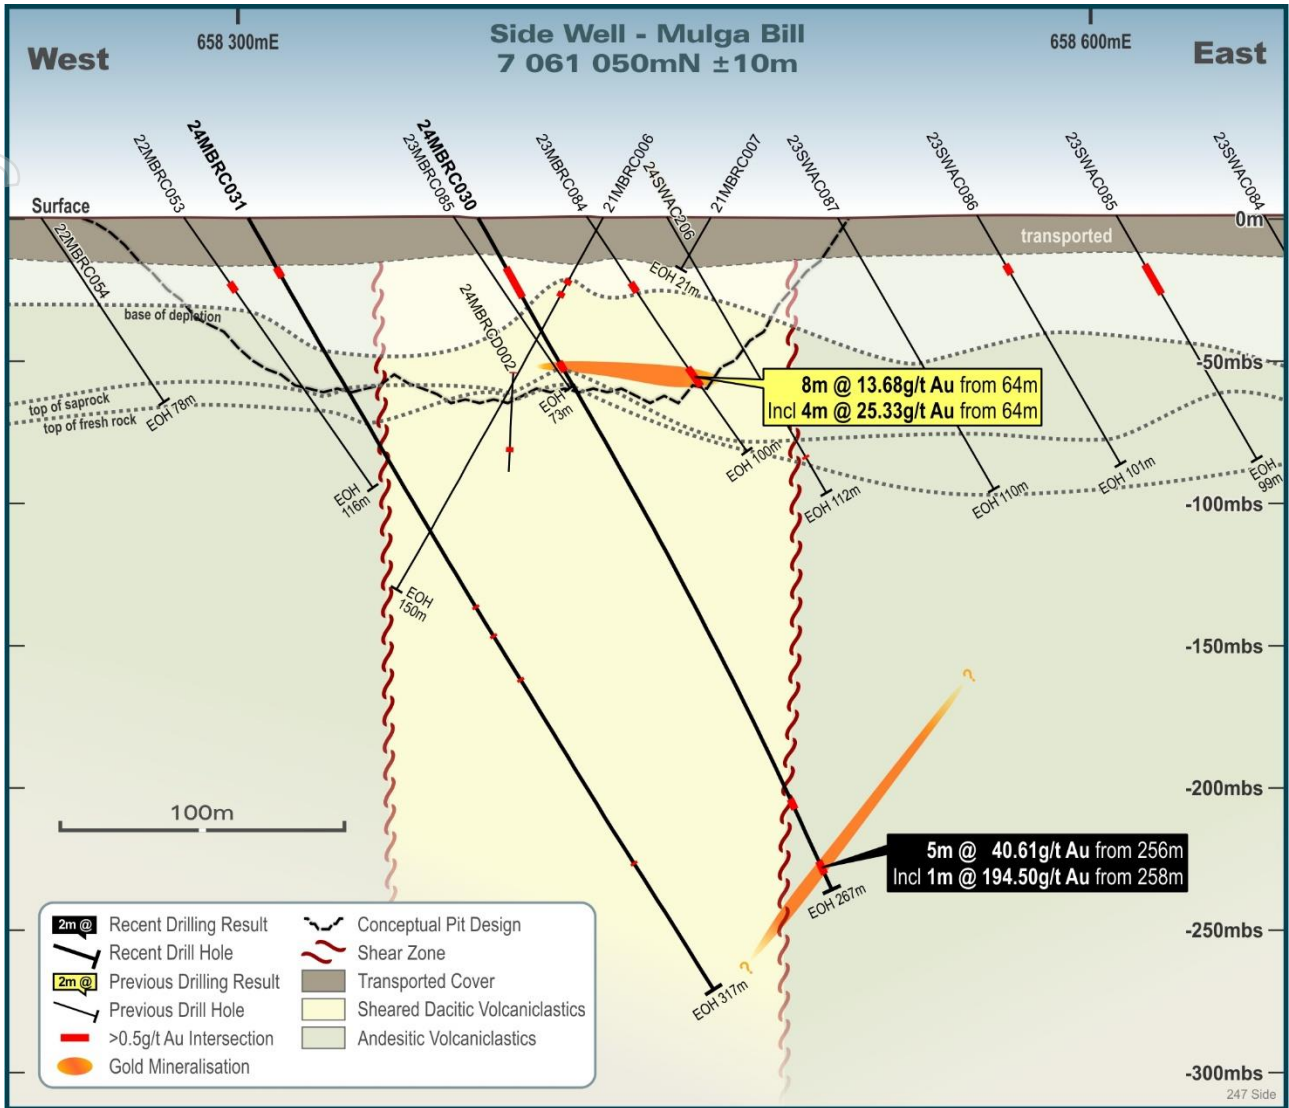 658 300mE
658 600mE
Side Well - Mulga Bill
7 061 050mN ±10m
West
East
22MBRC053
24MBRC031
23MBRC085
24MBRC030
23MBRC084
21MBRC006
24SWAC206
21MBRC007
23SWAC087
23SWAC086
23SWAC085
23SWAC084
Surface
0m
22MBRC054
transported
EOH 21m
24MBRCD002
base of depletion
-50mbs
8m @ 13.68g/t Au from 64m
Incl 4m @ 25.33g/t Au from 64m
top of saprock
top of fresh rock
EOH 78m
EOH
73m
EOH 100m
EOH
116m
EOH 112m
EOH 110m
EOH 101m
EOH
99m
-100mbs
EOH
150m
-150mbs
?
-200mbs
100m
5m @ 40.61g/t Au from 256m
Incl 1m @ 194.50g/t Au from 258m
EOH 267m
-250mbs
?
EOH 317m
2m @ Recent Drilling Result
Recent Drill Hole
2m @ Previous Drilling Result
Previous Drill Hole
>0.5g/t Au Intersection
Gold Mineralisation
Conceptual Pit Design
Shear Zone
Transported Cover
Sheared Dacitic Volcaniclastics
Andesitic Volcaniclastics
-300mbs
247 Side